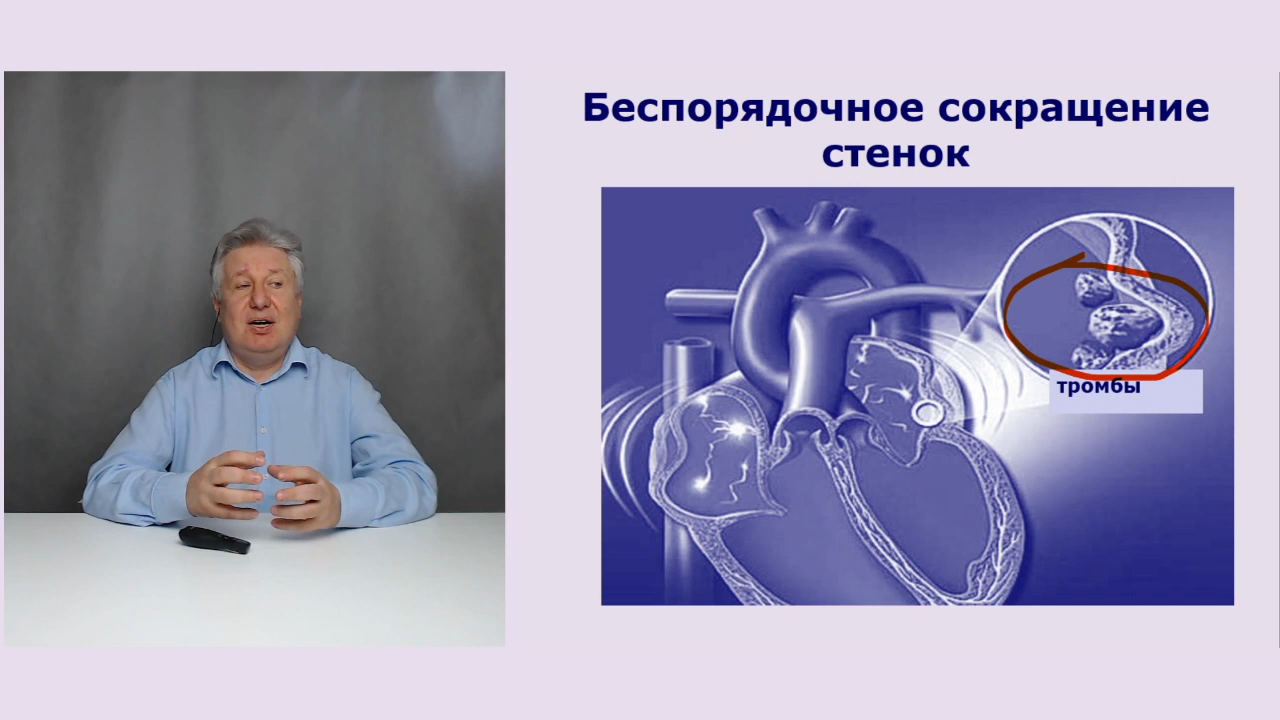 Беспорядочное сокращение
стенок
тромбы